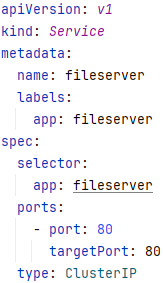 apiVersion: v1
kind: Service
metadata:
  name: fileserver
  labels:
    app: fileserver
spec:
  selector:
    app: fileserver
  ports:
    - port: 80
      targetPort: 80
  type: ClusterIP